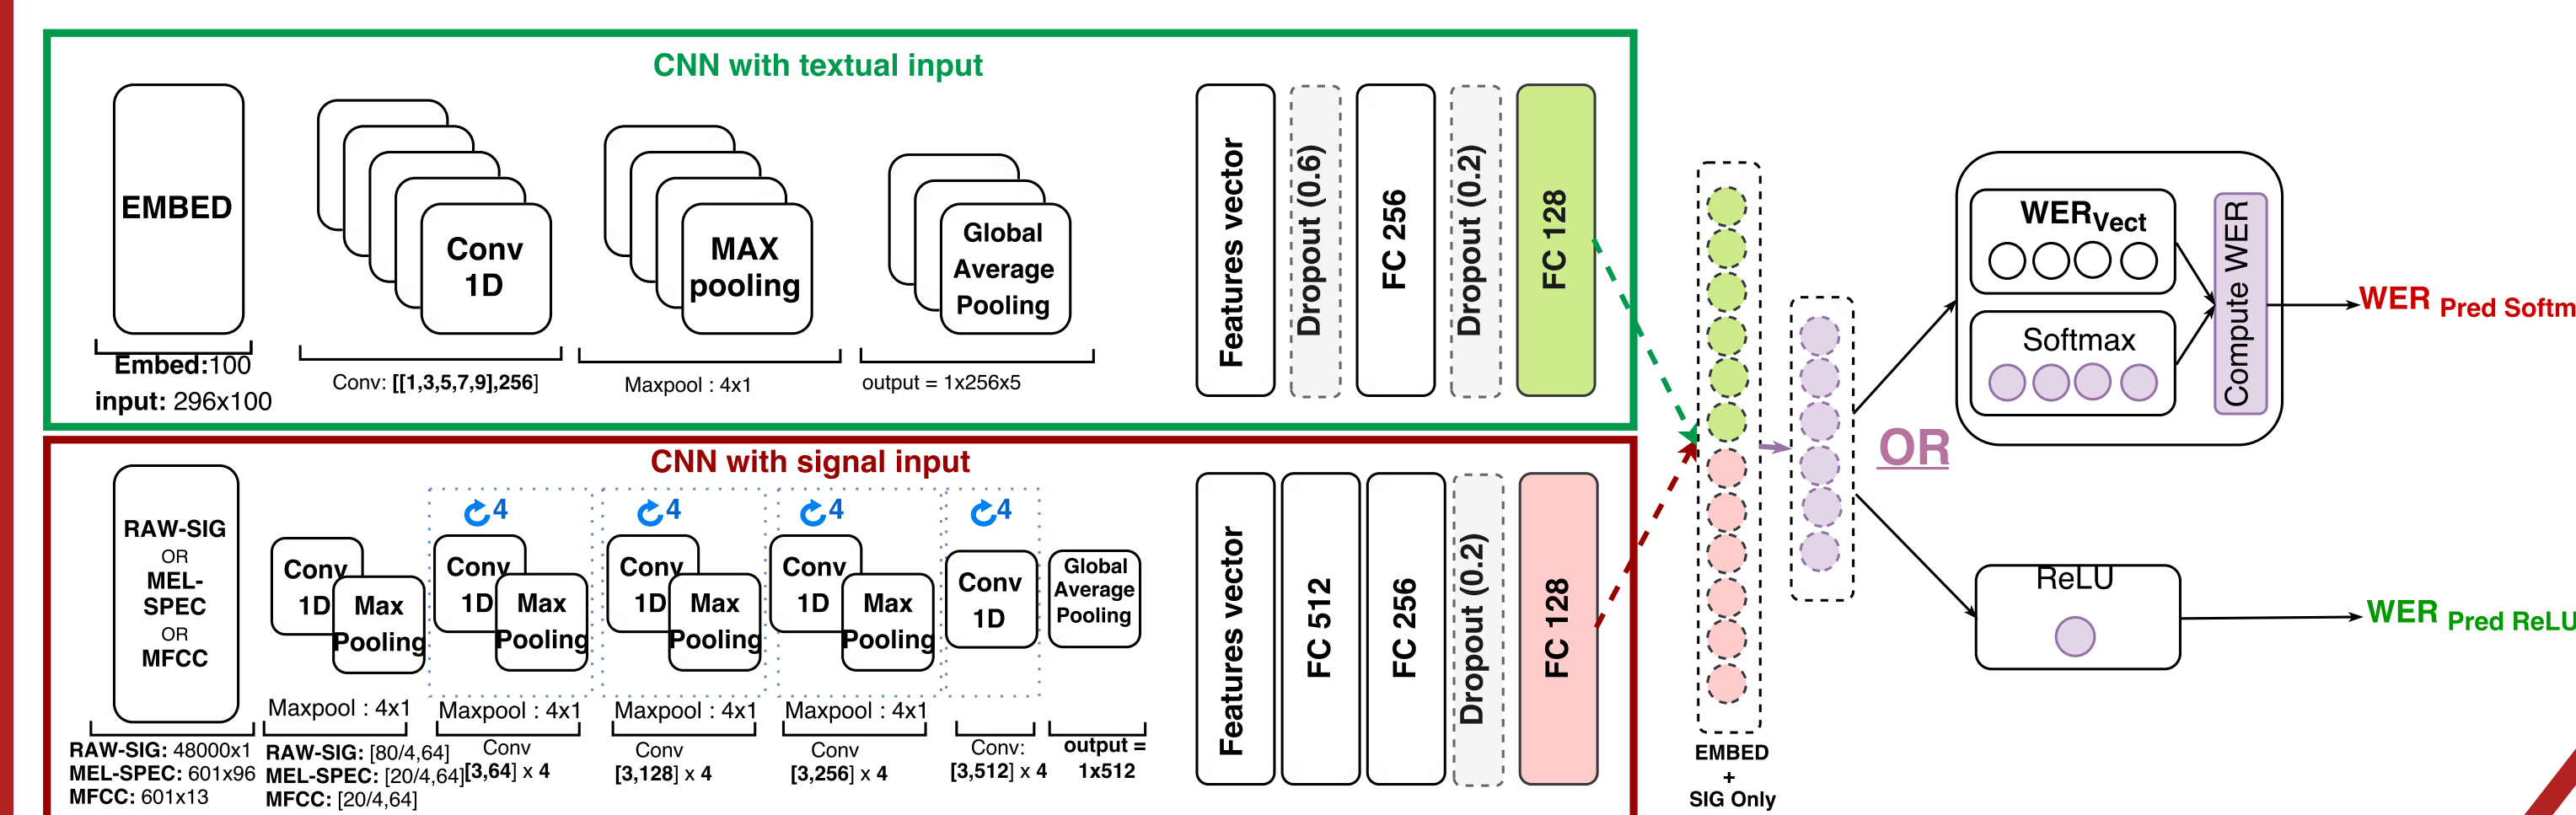 CNN with textual input
EMBED
Conv
1D
MAX
pooling
Global
Average
Pooling
Features vector
Dropout (0.6)
FC 256
Dropout (0.2)
FC 128
Embed:100
input: 296x100
Conv: [[1,3,5,7,9],256]
Maxpool : 4x1
output = 1x256x5
CNN with signal input
RAW-SIG
OR
MEL-
SPEC
OR
MFCC
Conv
1D
Max
Pooling
4
Conv
1D
Max
Pooling
4
Conv
1D
Max
Pooling
4
Conv
1D
Max
Pooling
4
Conv
1D
Global
Average
Pooling
Features vector
FC 512
FC 256
Dropout (0.2)
FC 128
Maxpool : 4x1
Maxpool : 4x1
Maxpool : 4x1
Maxpool : 4x1
RAW-SIG: 48000x1
MEL-SPEC: 601x96
MFCC: 601x13
RAW-SIG: [80/4,64]
MEL-SPEC: [20/4,64]
MFCC: [20/4,64]
Conv
[3,64] x 4
Conv
[3,128] x 4
Conv
[3,256] x 4
Conv:
[3,512] x 4
output =
1x512
EMBED
+
SIG Only
OR
WERVect
Softmax
Compute WER
WER Pred Softm
ReLU
WER Pred ReLU